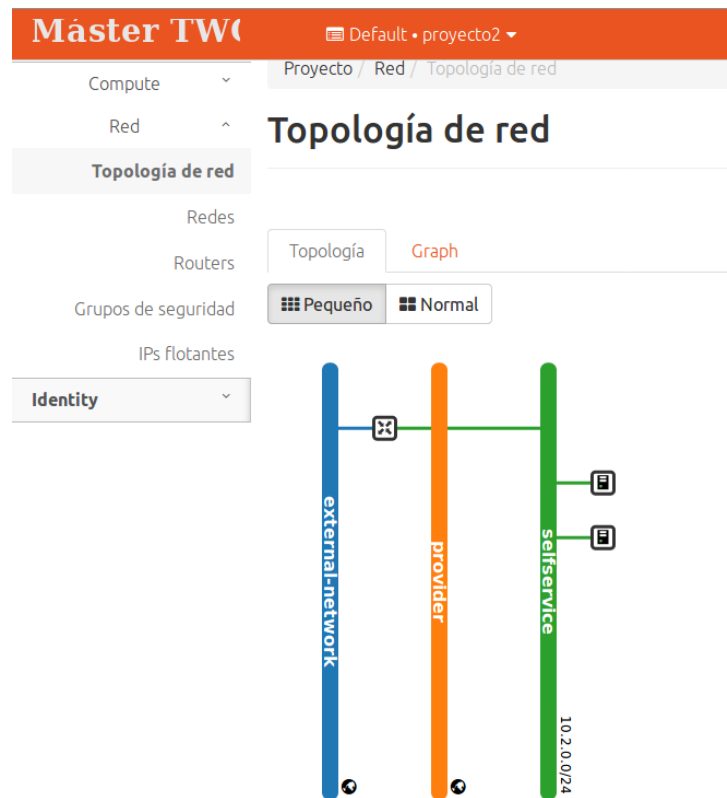 Máster TWC
Default • proyecto2
Compute
Red
Topología de red
Redes
Routers
Grupos de seguridad
IPs flotantes
Identity
Proyecto / Red / Topología de red
Topología de red
Topología Graph
Pequeño Normal
external-network
provider
selfservice
10.2.0.0/24